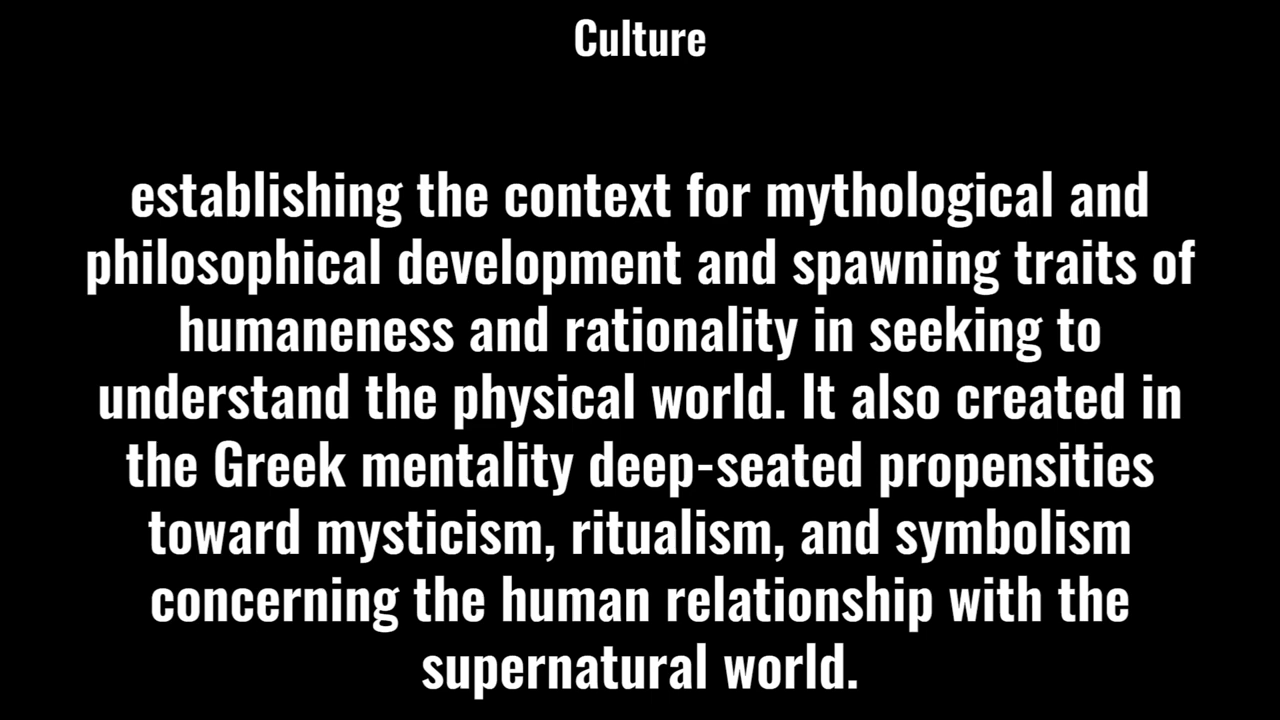 Culture
establishing the context for mythological and
philosophical development and spawning traits of
humaneness and rationality in seeking to
understand the physical world. It also created in
the Greek mentality deep-seated propensities
toward mysticism, ritualism, and symbolism
concerning the human relationship with the
supernatural world.